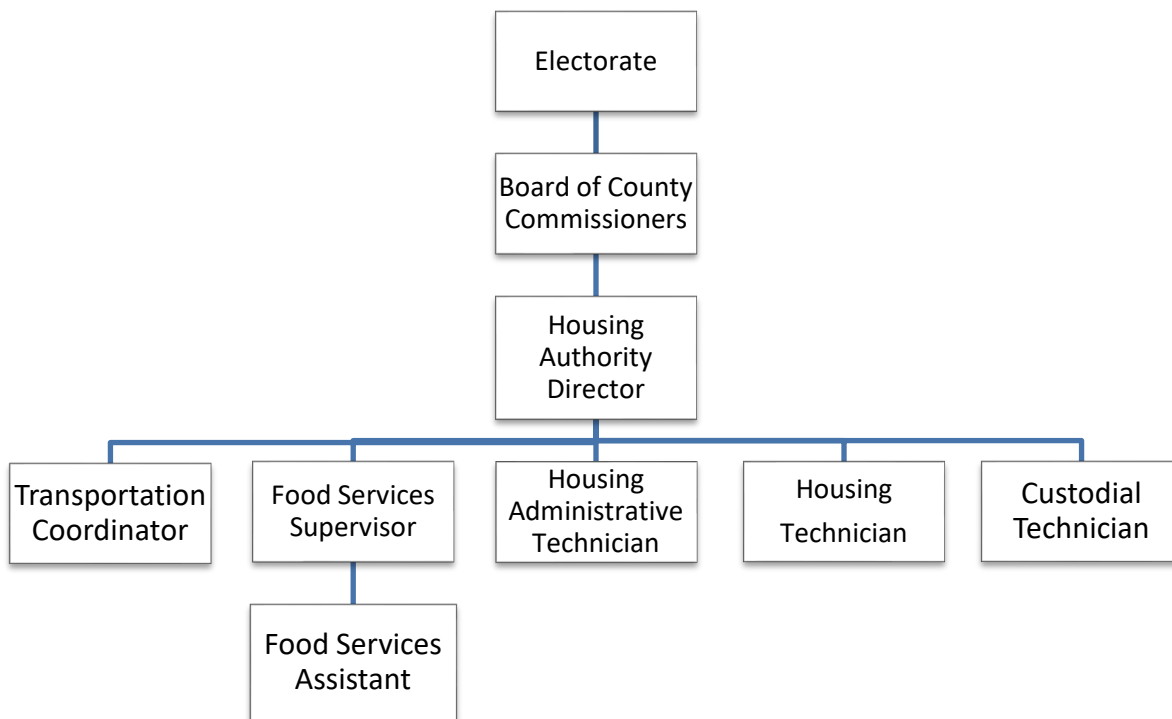 Electorate
Board of County
Commissioners
Housing
Authority
Director
Transportation
Coordinator
Food Services
Supervisor
Housing
Administrative
Technician
Housing
Technician
Custodial
Technician
Food Services
Assistant